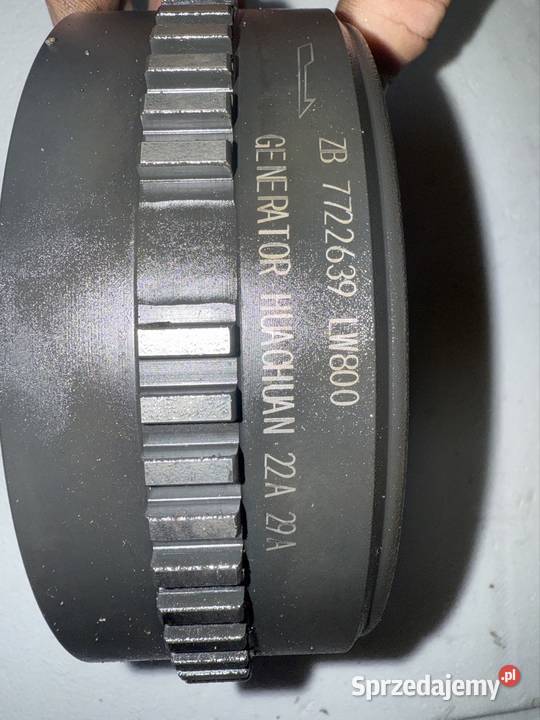 ZB 7722639 LW800
GENERATOR HUACHUAN 22A 29A
Sprzedajemy.pl